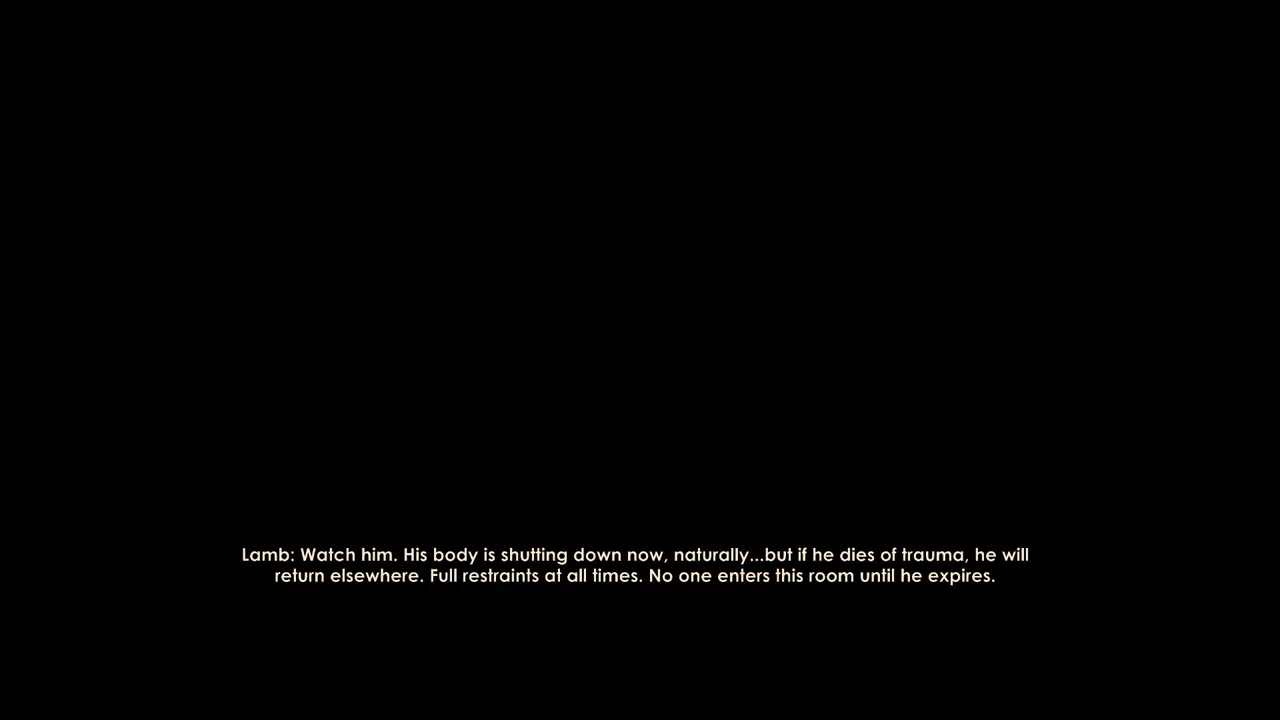 Lamb: Watch him. His body is shutting down now, naturally...but if he dies of trauma, he will
return elsewhere. Full restraints at all times. No one enters this room until he expires.